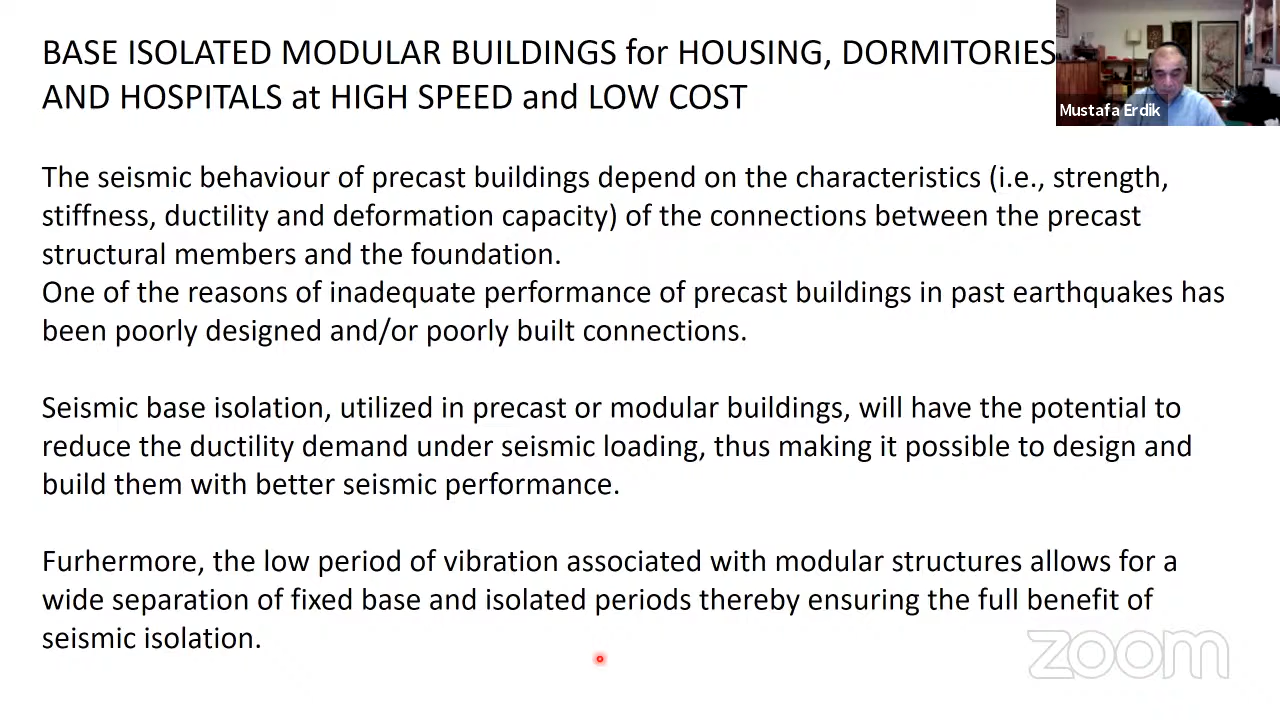 BASE ISOLATED MODULAR BUILDINGS for HOUSING, DORMITORIES
AND HOSPITALS at HIGH SPEED and LOW COST
Mustafa Erdik
The seismic behaviour of precast buildings depend on the characteristics (i.e., strength,
stiffness, ductility and deformation capacity) of the connections between the precast
structural members and the foundation.
One of the reasons of inadequate performance of precast buildings in past earthquakes has
been poorly designed and/or poorly built connections.
Seismic base isolation, utilized in precast or modular buildings, will have the potential to
reduce the ductility demand under seismic loading, thus making it possible to design and
build them with better seismic performance.
Furhermore, the low period of vibration associated with modular structures allows for a
wide separation of fixed base and isolated periods thereby ensuring the full benefit of
seismic isolation.
zoom